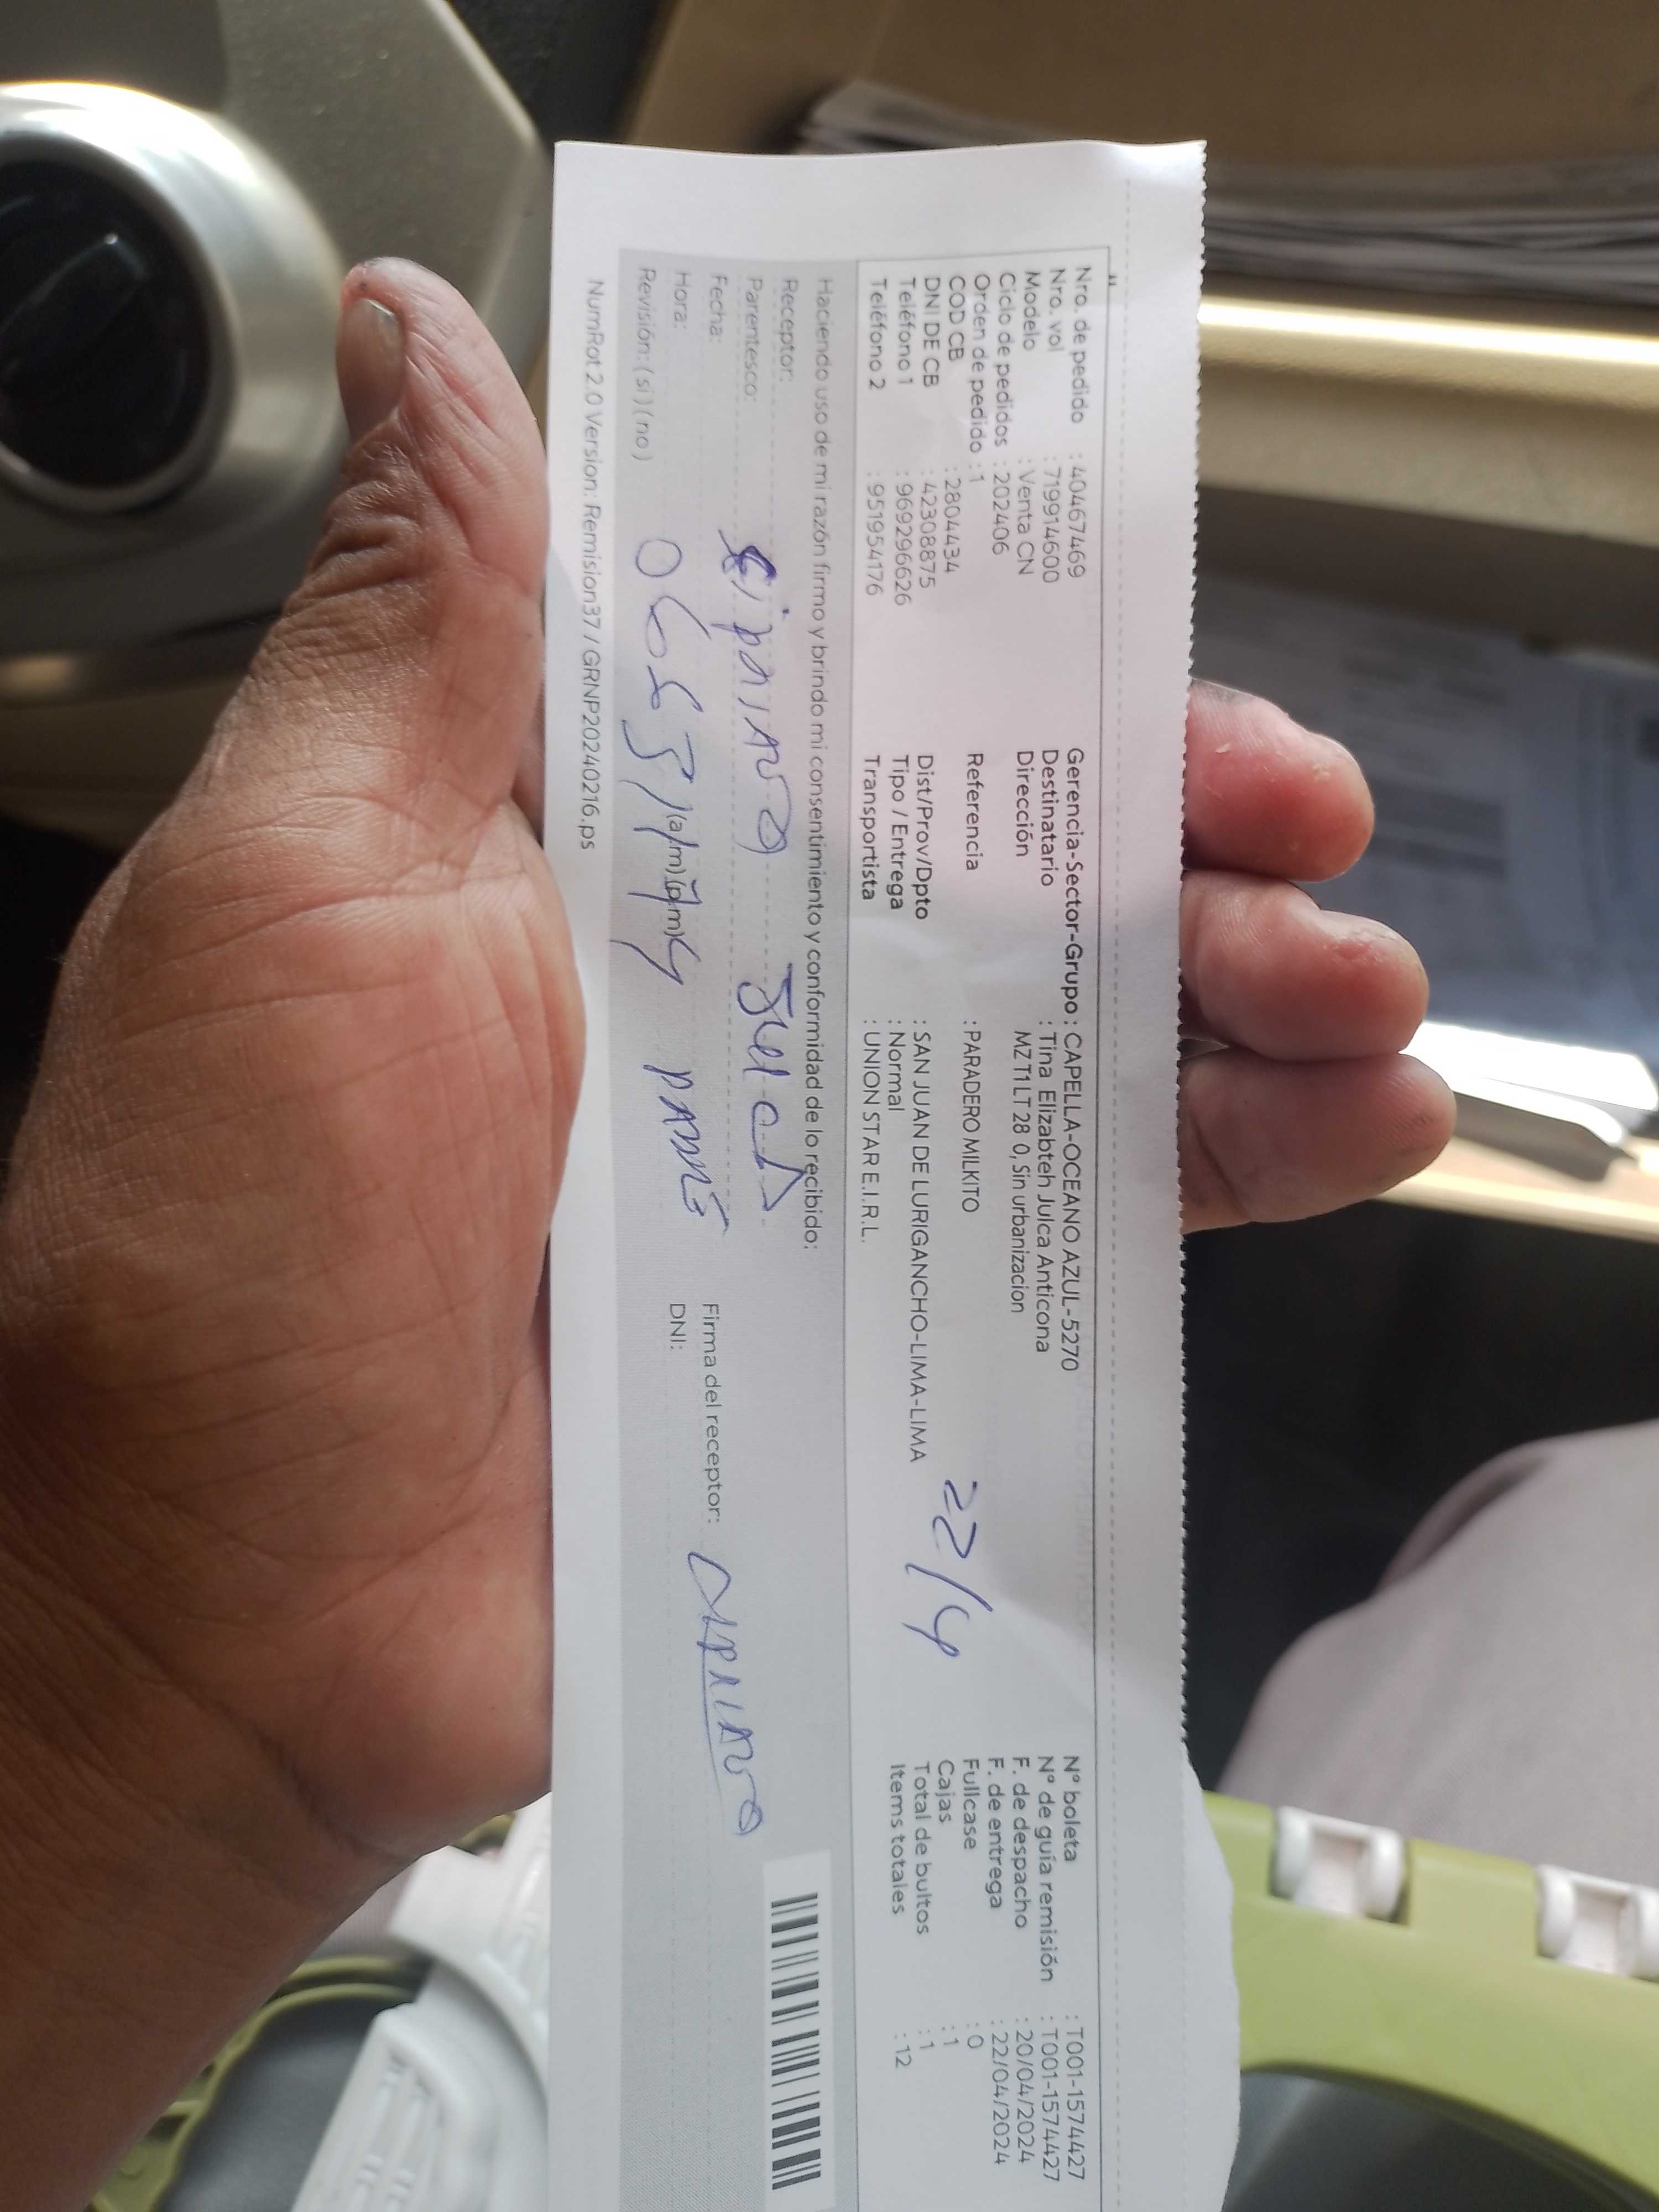 Nro. de pedido : 40467469
Nro. vol : 719914600
Modelo : Venta CN
Ciclo de pedidos : 202406
Orden de pedido : 1
COD CB : 2804434
DNI DE CB : 42308875
Teléfono 1 : 969296626
Teléfono 2 : 951954176
Gerencia-Sector-Grupo : CAPELLA-OCEANO AZUL-5270
Destinatario : Tina Elizabteh Julca Anticona
Dirección MZ T1 LT 28 0, Sin urbanizacion
Referencia : PARADERO MILKITO
Dist/Prov/Dpto : SAN JUAN DE LURIGANCHO-LIMA-LIMA
Tipo / Entrega : Normal
Transportista : UNION STAR E.I.R.L.
22/4
N° boleta : T001-1574427
N° de guía remisión : T001-1574427
F. de despacho : 20/04/2024
F. de entrega : 22/04/2024
Fullcase : 0
Cajas : 1
Total de bultos : 1
Items totales : 12
Haciendo uso de mi razón firmo y brindo mi consentimiento y conformidad de lo recibido:
Receptor: Julca
Parentesco:
Fecha:
Hora: (a/m) (p/m) PADRE
Revisión: (si) (no)
Firma del receptor:
DNI:
NumRot 2.0 Version: Remision37 / GRNP20240216.ps